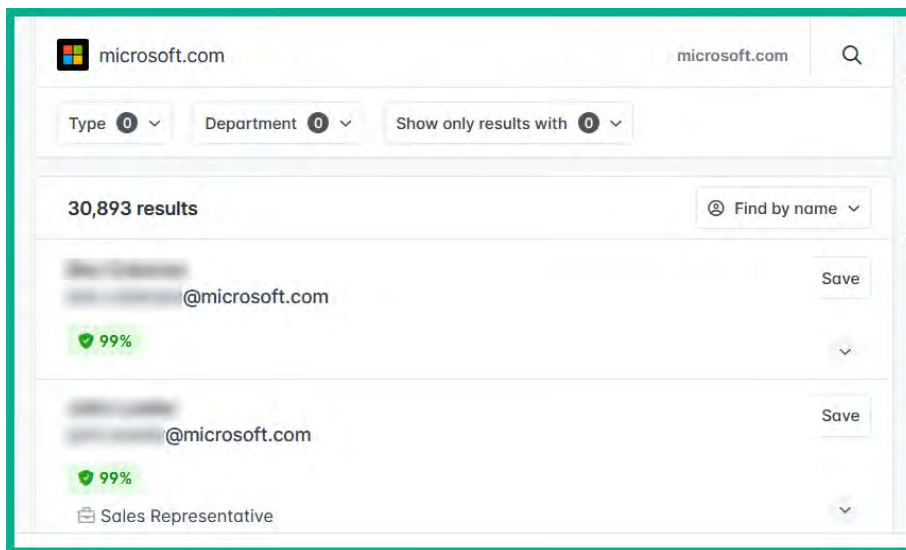 microsoft.com microsoft.com
Type 0 Department 0 Show only results with 0
30,893 results Find by name
Save
@microsoft.com
99%
Save
@microsoft.com
99%
Sales Representative